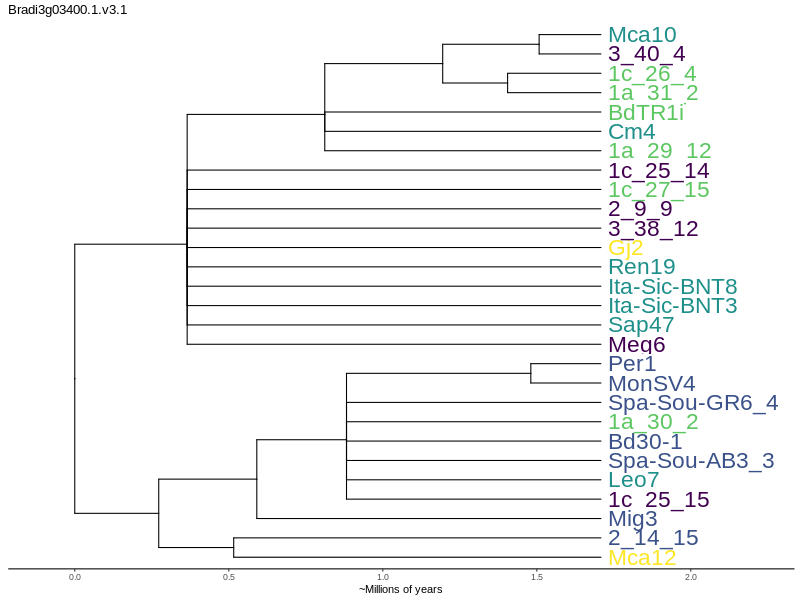 Bradi3g03400.1.v3.1
Mca10
3_40_4
1c_26_4
1a_31_2
BdTR1i
Cm4
1a_29_12
1c_25_14
1c_27_15
2_9_9
3_38_12
Gj2
Ren19
Ita-Sic-BNT8
Ita-Sic-BNT3
Sap47
Meg6
Per1
MonSV4
Spa-Sou-GR6_4
1a_30_2
Bd30-1
Spa-Sou-AB3_3
Leo7
1c_25_15
Mig3
2_14_15
Mca12
0.0 0.5 1.0 1.5 2.0
~Millions of years